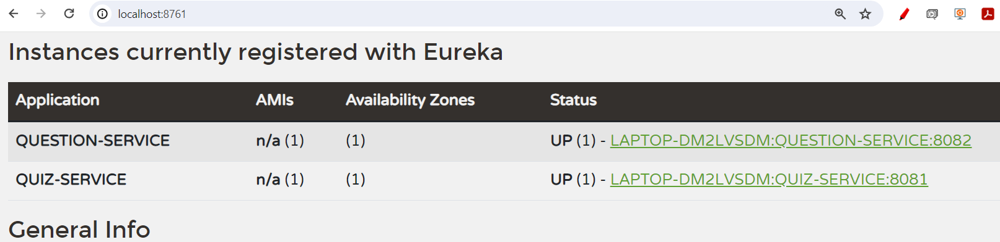 localhost:8761
Instances currently registered with Eureka
Application AMIs Availability Zones Status
QUESTION-SERVICE n/a (1) (1) UP (1) - LAPTOP-DM2LVSDM:QUESTION-SERVICE:8082
QUIZ-SERVICE n/a (1) (1) UP (1) - LAPTOP-DM2LVSDM:QUIZ-SERVICE:8081
General Info